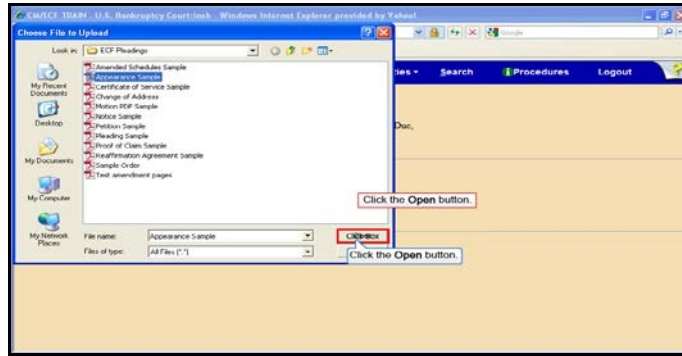 CM/ECF TRAIN - U.S. Bankruptcy Court:insb - Windows Internet Explorer provided by Yahoo!
Choose File to Upload
Look in: ECF Pleadings
Google
Search Procedures Logout
My Recent
Documents
Desktop
My Documents
My Computer
My Network
Places
Amended Schedules Sample
Appearance Sample
Certificate of Service Sample
Change of Address
Motion PDF Sample
Notice Sample
Petition Sample
Pleading Sample
Proof of Claim Sample
Reaffirmation Agreement Sample
Sample Order
Test amendment pages
Click the Open button.
File name: Appearance Sample
Files of type: All Files (*.*)
Click the Open button.